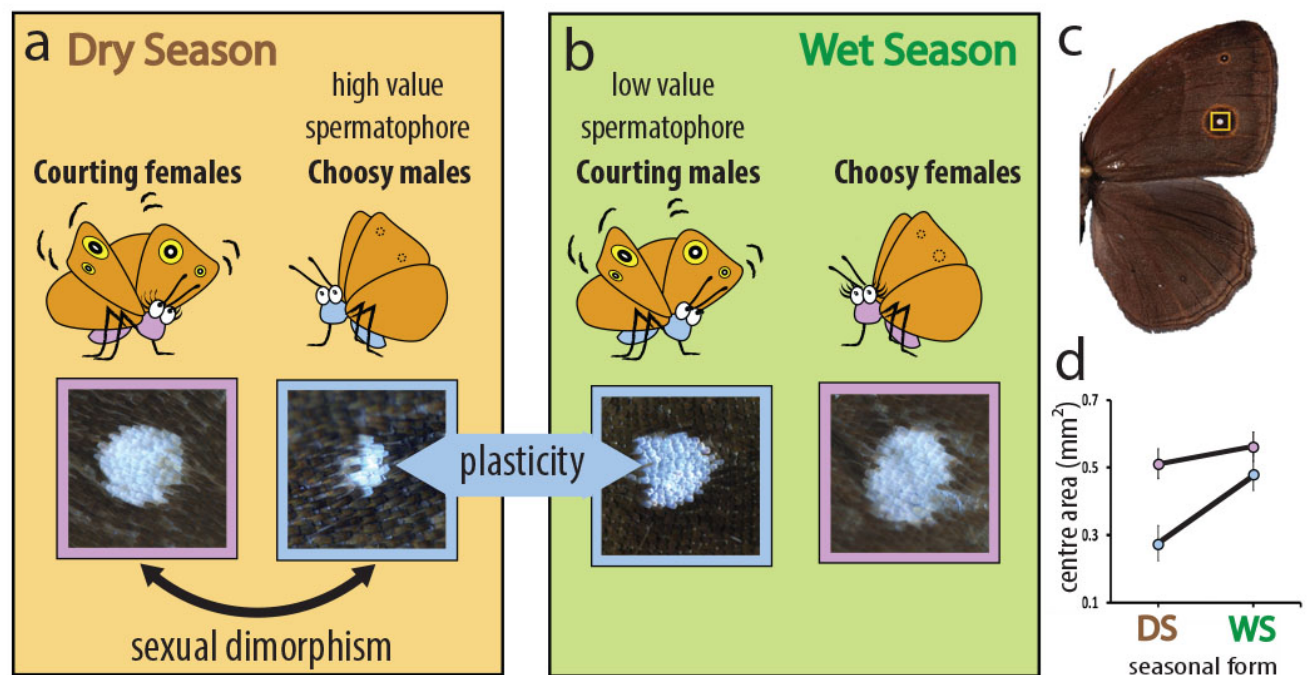 a Dry Season
high value
spermatophore
Courting females
Choosy males
sexual dimorphism
plasticity
b Wet Season
low value
spermatophore
Courting males
Choosy females
c
d
centre area (mm²)
0.7
0.5
0.3
0.1
DS WS
seasonal form